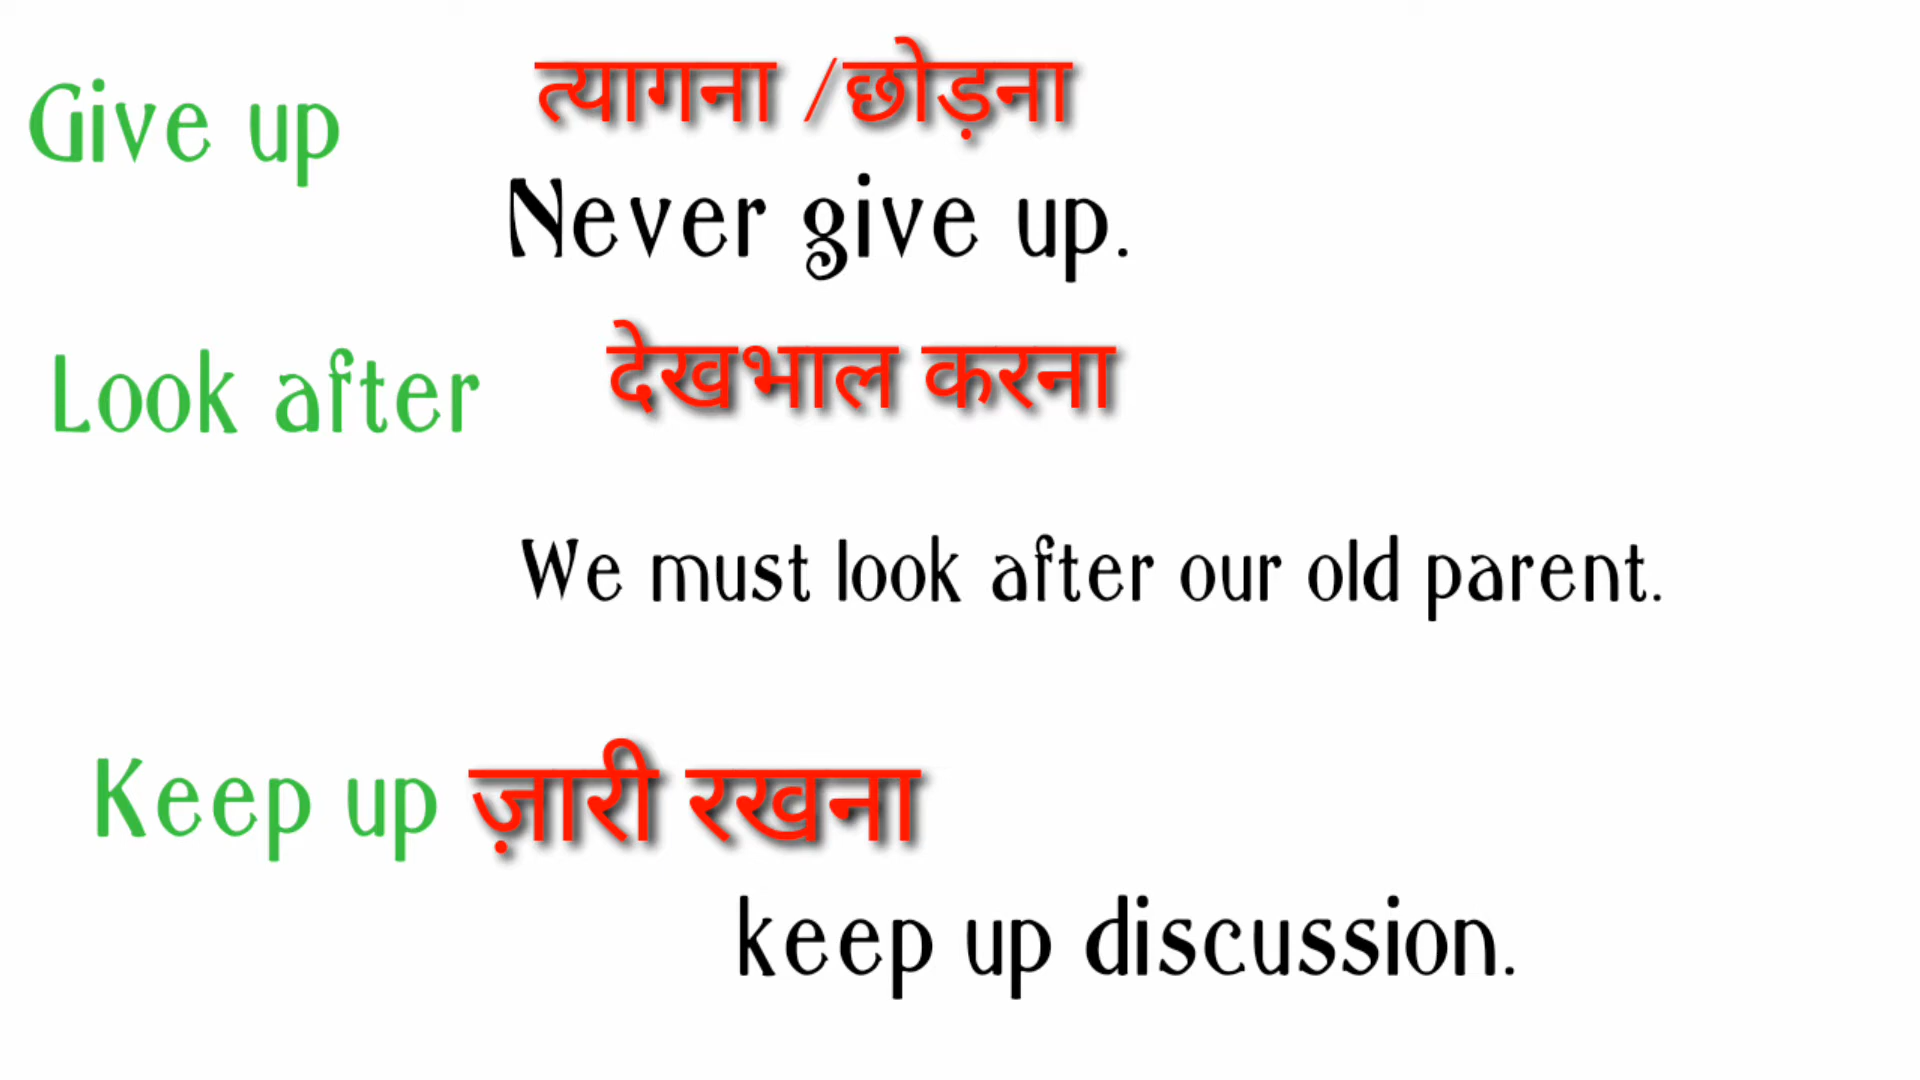 Give up त्यागना /छोड़ना
Never give up.
Look after देखभाल करना
We must look after our old parent.
Keep up ज़ारी रखना
keep up discussion.